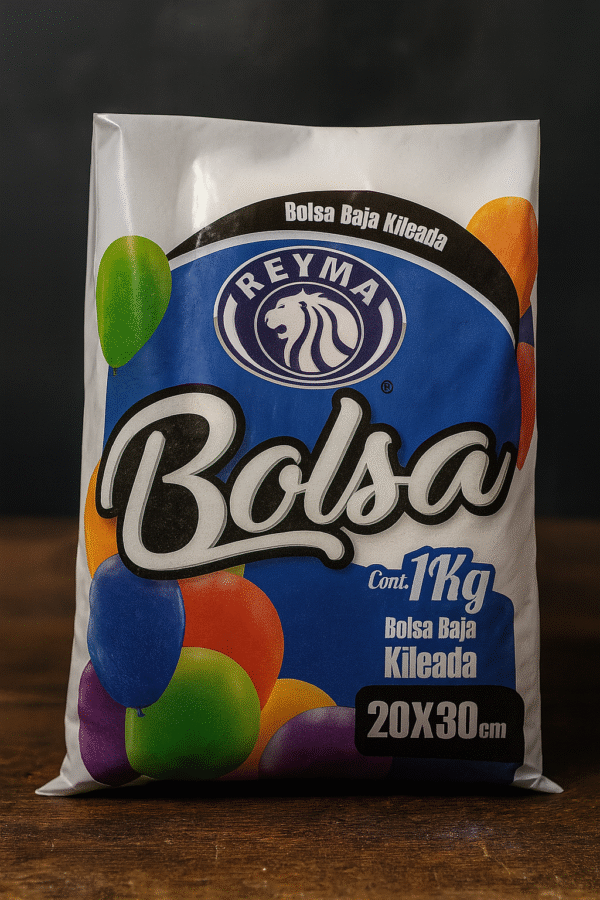 Bolsa Baja Kileada
REYMA
®
Bolsa
Cont. 1Kg
Bolsa Baja
Kileada
20X30cm